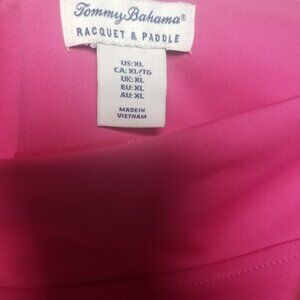 Tommy Bahama®
RACQUET & PADDLE
US: XL
CA: XL/TG
UK: XL
EU: XL
AU: XL
MADE IN
VIETNAM